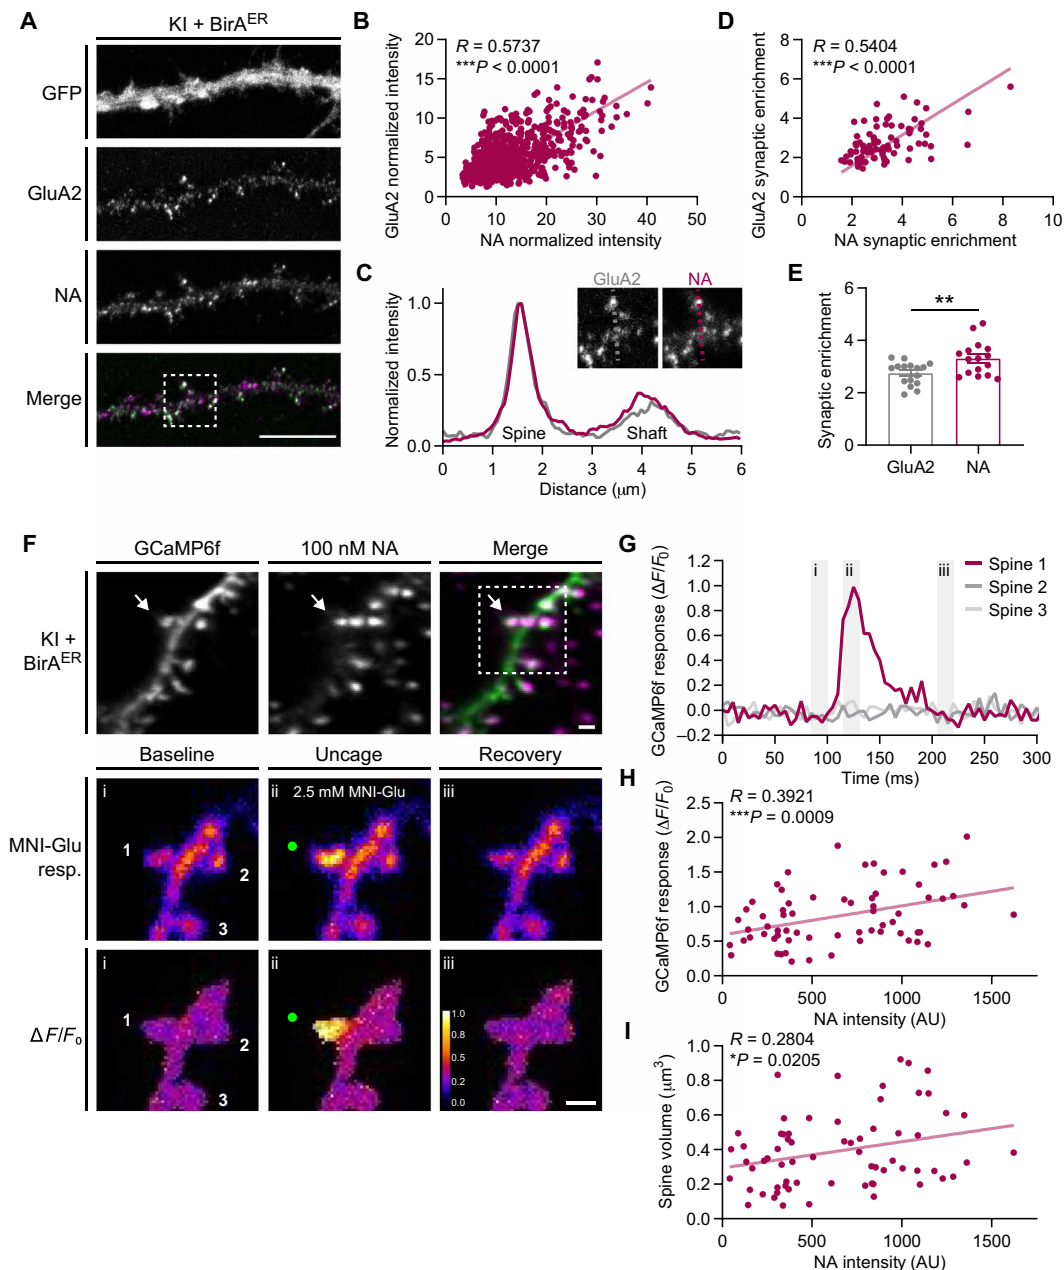 A
KI + BirA^ER
GFP
GluA2
NA
Merge
B
R = 0.5737
***P < 0.0001
GluA2 normalized intensity
20
15
10
5
0
0 10 20 30 40 50
NA normalized intensity
D
R = 0.5404
***P < 0.0001
GluA2 synaptic enrichment
8
6
4
2
0
0 2 4 6 8 10
NA synaptic enrichment
C
GluA2 NA
Normalized intensity
1.0
0.5
0.0
Spine Shaft
0 1 2 3 4 5 6
Distance (μm)
E
**
Synaptic enrichment
6
4
2
0
GluA2 NA
F
GCaMP6f 100 nM NA Merge
KI +
BirA^ER
Baseline Uncage Recovery
MNI-Glu
resp.
i ii 2.5 mM MNI-Glu iii
1
2
3
ΔF/F₀
i ii iii
1
2
3
1.0
0.8
0.6
0.4
0.2
0.0
G
GCaMP6f response (ΔF/F₀)
1.2
1.0
0.8
0.6
0.4
0.2
0.0
−0.2
i ii iii
Spine 1
Spine 2
Spine 3
0 50 100 150 200 250 300
Time (ms)
H
R = 0.3921
***P = 0.0009
GCaMP6f response (ΔF/F₀)
2.5
2.0
1.5
1.0
0.5
0.0
0 500 1000 1500
NA intensity (AU)
I
R = 0.2804
*P = 0.0205
Spine volume (μm³)
1.0
0.8
0.6
0.4
0.2
0.0
0 500 1000 1500
NA intensity (AU)